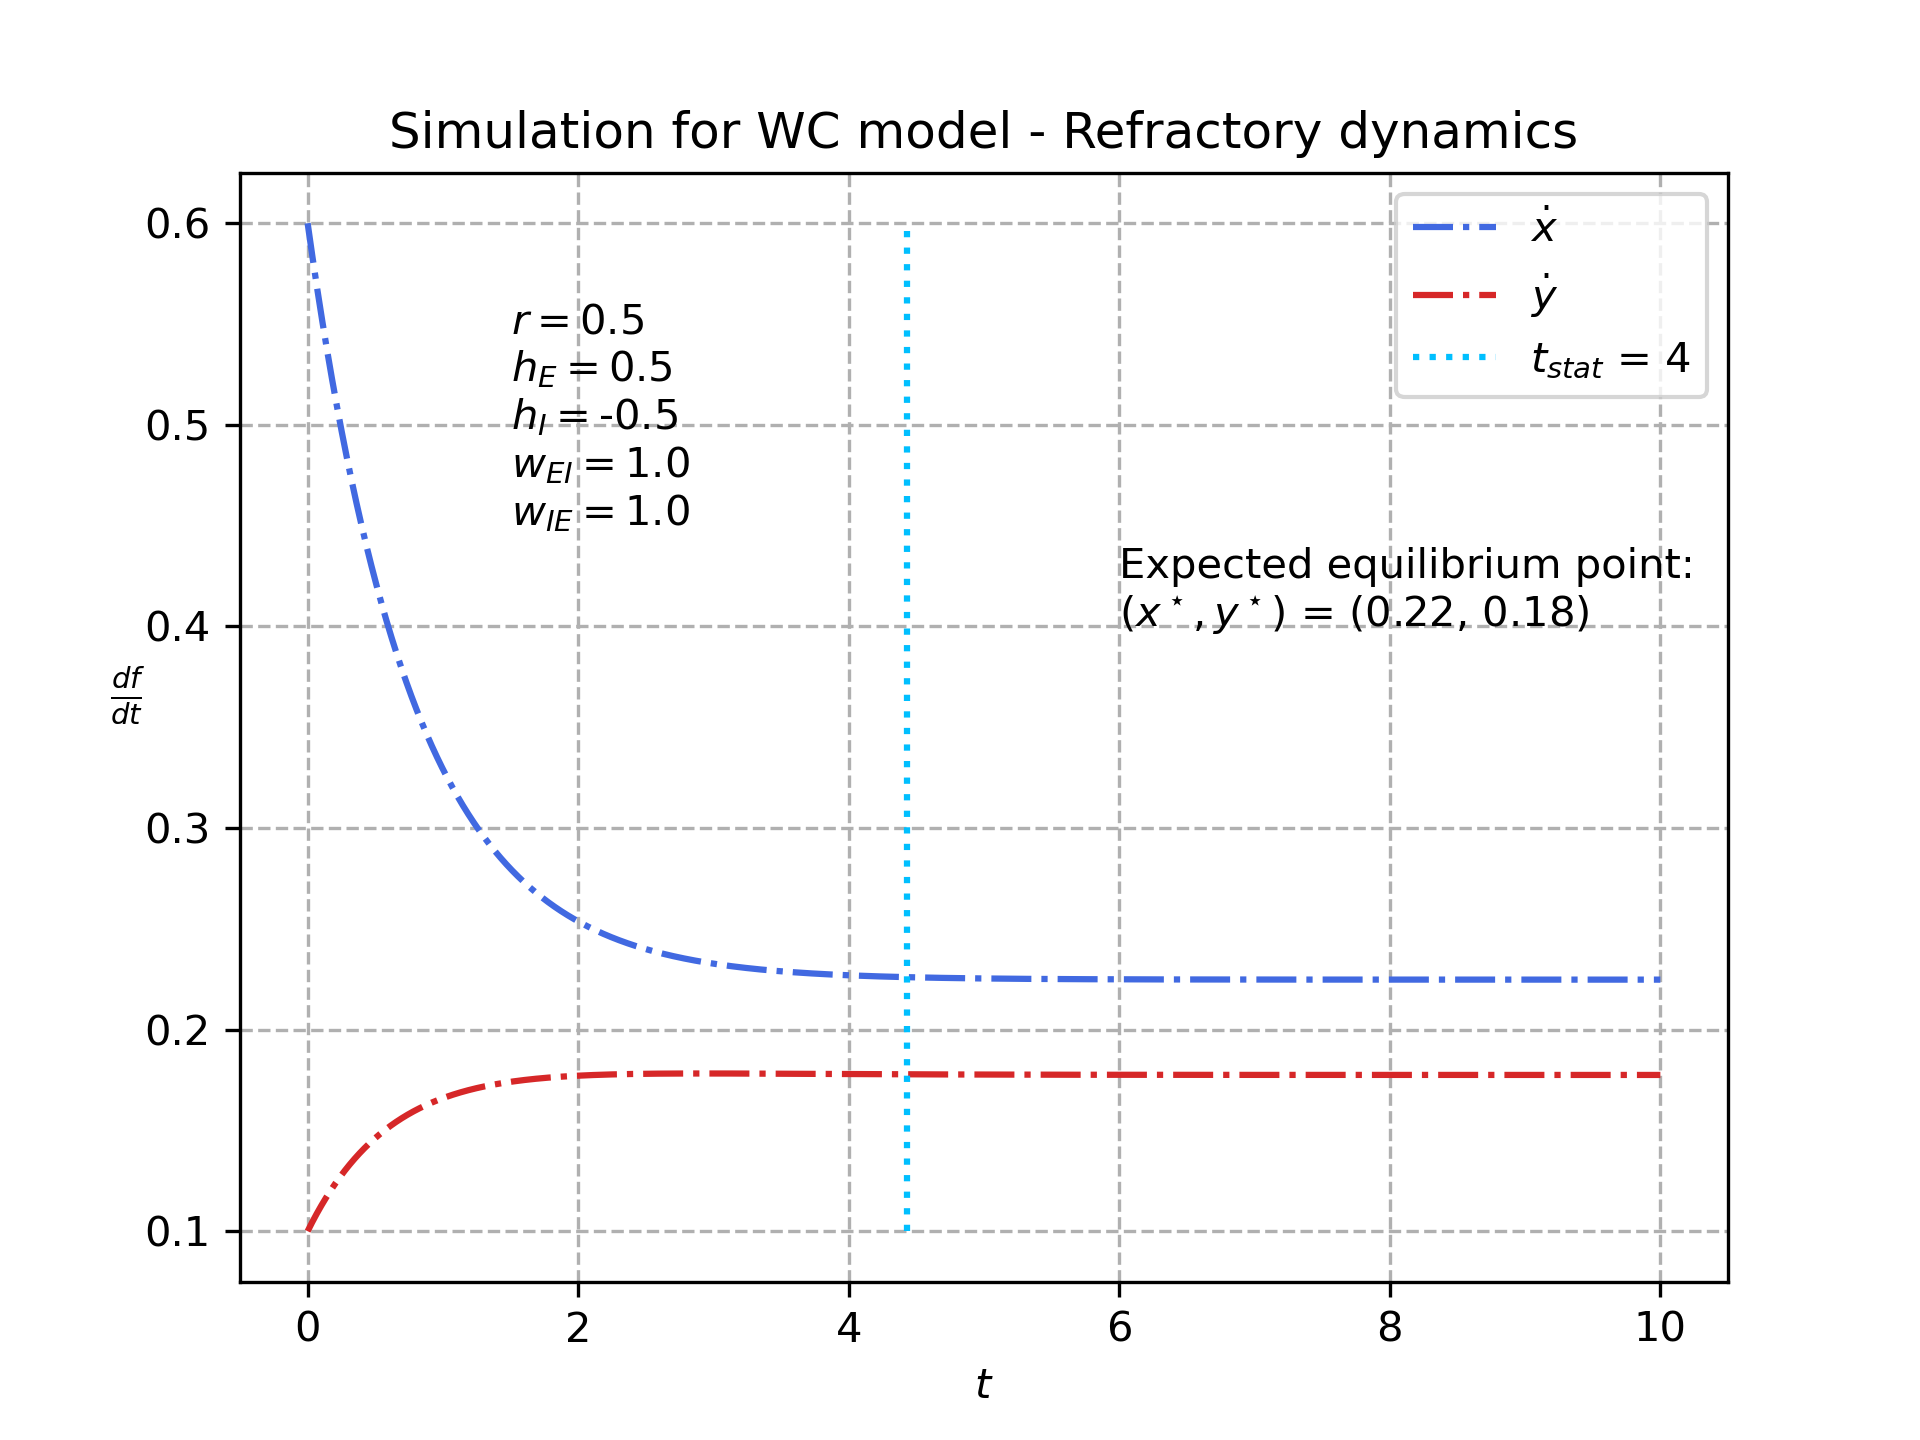 Simulation for WC model - Refractory dynamics
0.6
0.5
0.4
0.3
0.2
0.1
df
dt
r = 0.5
h_E = 0.5
h_I = -0.5
w_EI = 1.0
w_IE = 1.0
ẋ
ẏ
t_stat = 4
Expected equilibrium point:
(x⋆, y⋆) = (0.22, 0.18)
0 2 4 6 8 10
t